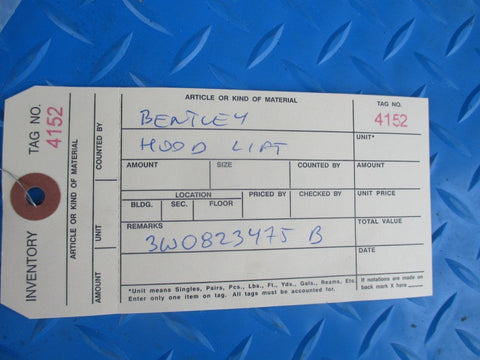 INVENTORY TAG NO. 4152
ARTICLE OR KIND OF MATERIAL
AMOUNT UNIT COUNTED BY
ARTICLE OR KIND OF MATERIAL
TAG NO.
4152
BENTLEY
HOOD LIFT
UNIT*
AMOUNT SIZE COUNTED BY AMOUNT
LOCATION PRICED BY CHECKED BY UNIT PRICE
BLDG. SEC. FLOOR
REMARKS
TOTAL VALUE
3W0823475 B
DATE
*Unit means Singles, Pairs, Pcs., Lbs., Ft., Yds., Gals., Reams, Etc.
Enter only one item on tag. All tags must be accounted for.
If notations are made on
back mark X here